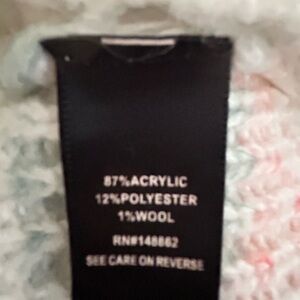 87%ACRYLIC
12%POLYESTER
1%WOOL
RN#148862
SEE CARE ON REVERSE